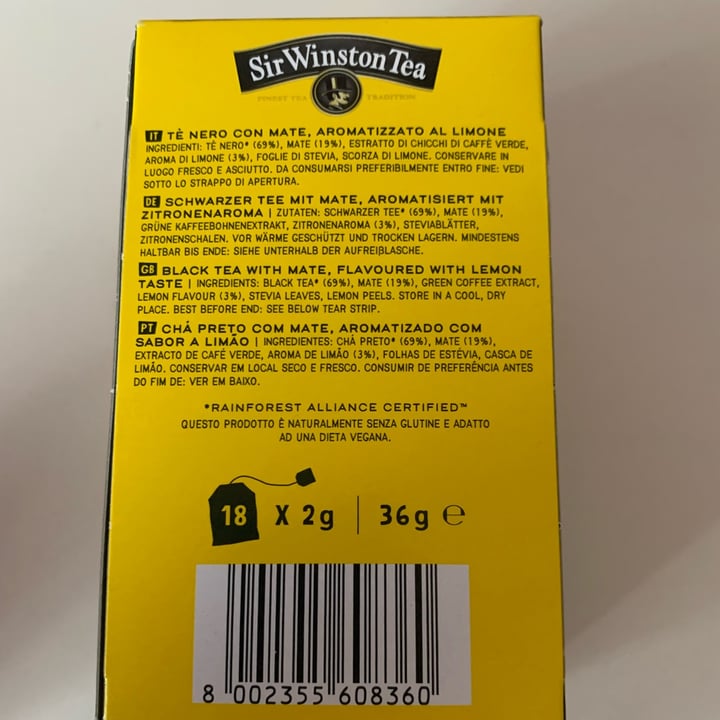 Sir Winston Tea
FINEST TEA TRADITION
IT TÈ NERO CON MATE, AROMATIZZATO AL LIMONE
INGREDIENTI: TÈ NERO* (69%), MATE (19%), ESTRATTO DI CHICCHI DI CAFFÈ VERDE,
AROMA DI LIMONE (3%), FOGLIE DI STEVIA, SCORZA DI LIMONE. CONSERVARE IN
LUOGO FRESCO E ASCIUTTO. DA CONSUMARSI PREFERIBILMENTE ENTRO FINE: VEDI
SOTTO LO STRAPPO DI APERTURA.
DE SCHWARZER TEE MIT MATE, AROMATISIERT MIT
ZITRONENAROMA | ZUTATEN: SCHWARZER TEE* (69%), MATE (19%),
GRÜNE KAFFEEBOHNENEXTRAKT, ZITRONENAROMA (3%), STEVIABLÄTTER,
ZITRONENSCHALEN. VOR WÄRME GESCHÜTZT UND TROCKEN LAGERN. MINDESTENS
HALTBAR BIS ENDE: SIEHE UNTERHALB DER AUFREIßLASCHE.
GB BLACK TEA WITH MATE, FLAVOURED WITH LEMON
TASTE | INGREDIENTS: BLACK TEA* (69%), MATE (19%), GREEN COFFEE EXTRACT,
LEMON FLAVOUR (3%), STEVIA LEAVES, LEMON PEELS. STORE IN A COOL, DRY
PLACE. BEST BEFORE END: SEE BELOW TEAR STRIP.
PT CHÁ PRETO COM MATE, AROMATIZADO COM
SABOR A LIMÃO | INGREDIENTES: CHÁ PRETO* (69%), MATE (19%),
EXTRACTO DE CAFÉ VERDE, AROMA DE LIMÃO (3%), FOLHAS DE ESTÉVIA, CASCA DE
LIMÃO. CONSERVAR EM LOCAL SECO E FRESCO. CONSUMIR DE PREFERÊNCIA ANTES
DO FIM DE: VER EM BAIXO.
*RAINFOREST ALLIANCE CERTIFIED™
QUESTO PRODOTTO È NATURALMENTE SENZA GLUTINE E ADATTO
AD UNA DIETA VEGANA.
18 X 2g | 36g ℮
8 002355 608360